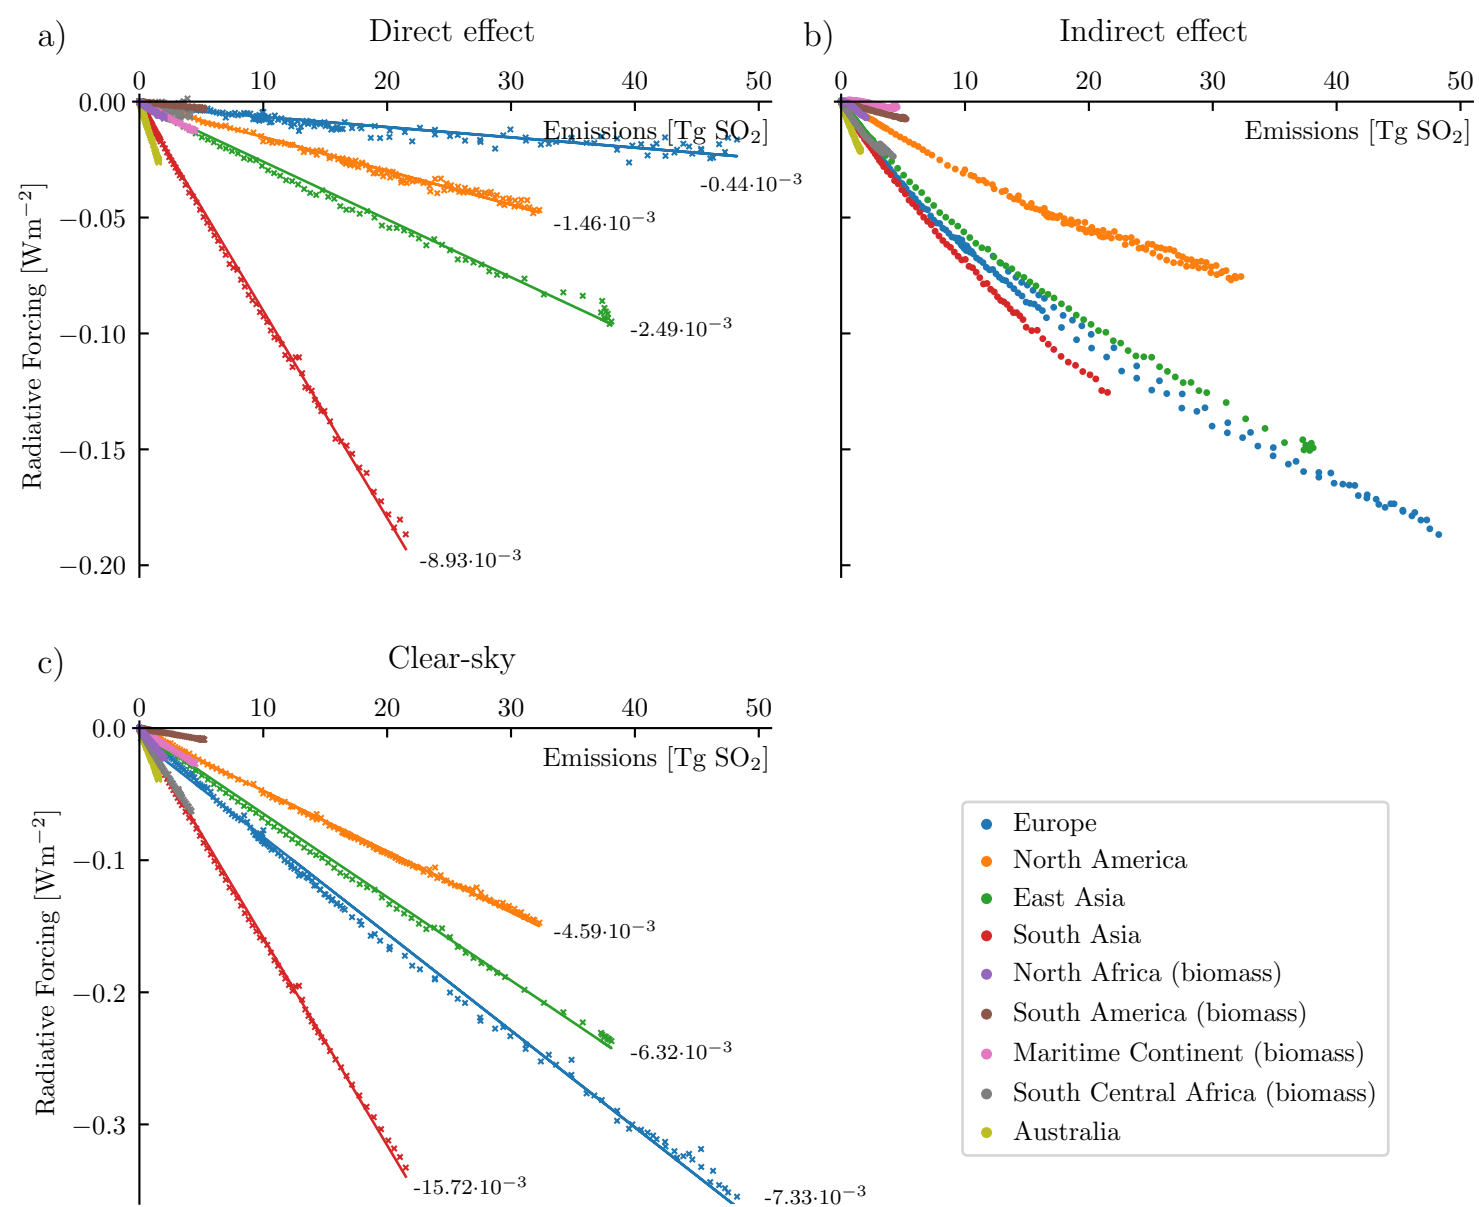 a)
Direct effect
0 10 20 30 40 50
Emissions [Tg SO₂]
0.00
−0.05
−0.10
−0.15
−0.20
Radiative Forcing [Wm⁻²]
-0.44·10⁻³
-1.46·10⁻³
-2.49·10⁻³
-8.93·10⁻³
b)
Indirect effect
0 10 20 30 40 50
Emissions [Tg SO₂]
c)
Clear-sky
0 10 20 30 40 50
Emissions [Tg SO₂]
0.0
−0.1
−0.2
−0.3
Radiative Forcing [Wm⁻²]
-4.59·10⁻³
-6.32·10⁻³
-15.72·10⁻³
-7.33·10⁻³
Europe
North America
East Asia
South Asia
North Africa (biomass)
South America (biomass)
Maritime Continent (biomass)
South Central Africa (biomass)
Australia